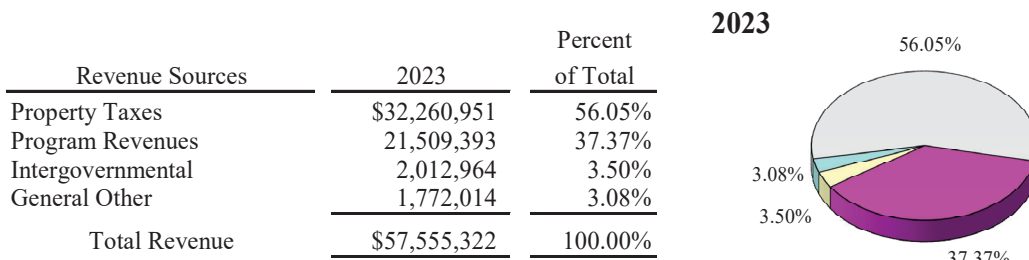 2023
56.05%
Percent
Revenue Sources 2023 of Total
Property Taxes $32,260,951 56.05%
Program Revenues 21,509,393 37.37%
Intergovernmental 2,012,964 3.50%
General Other 1,772,014 3.08%
Total Revenue $57,555,322 100.00%
3.08%
3.50%
37.37%